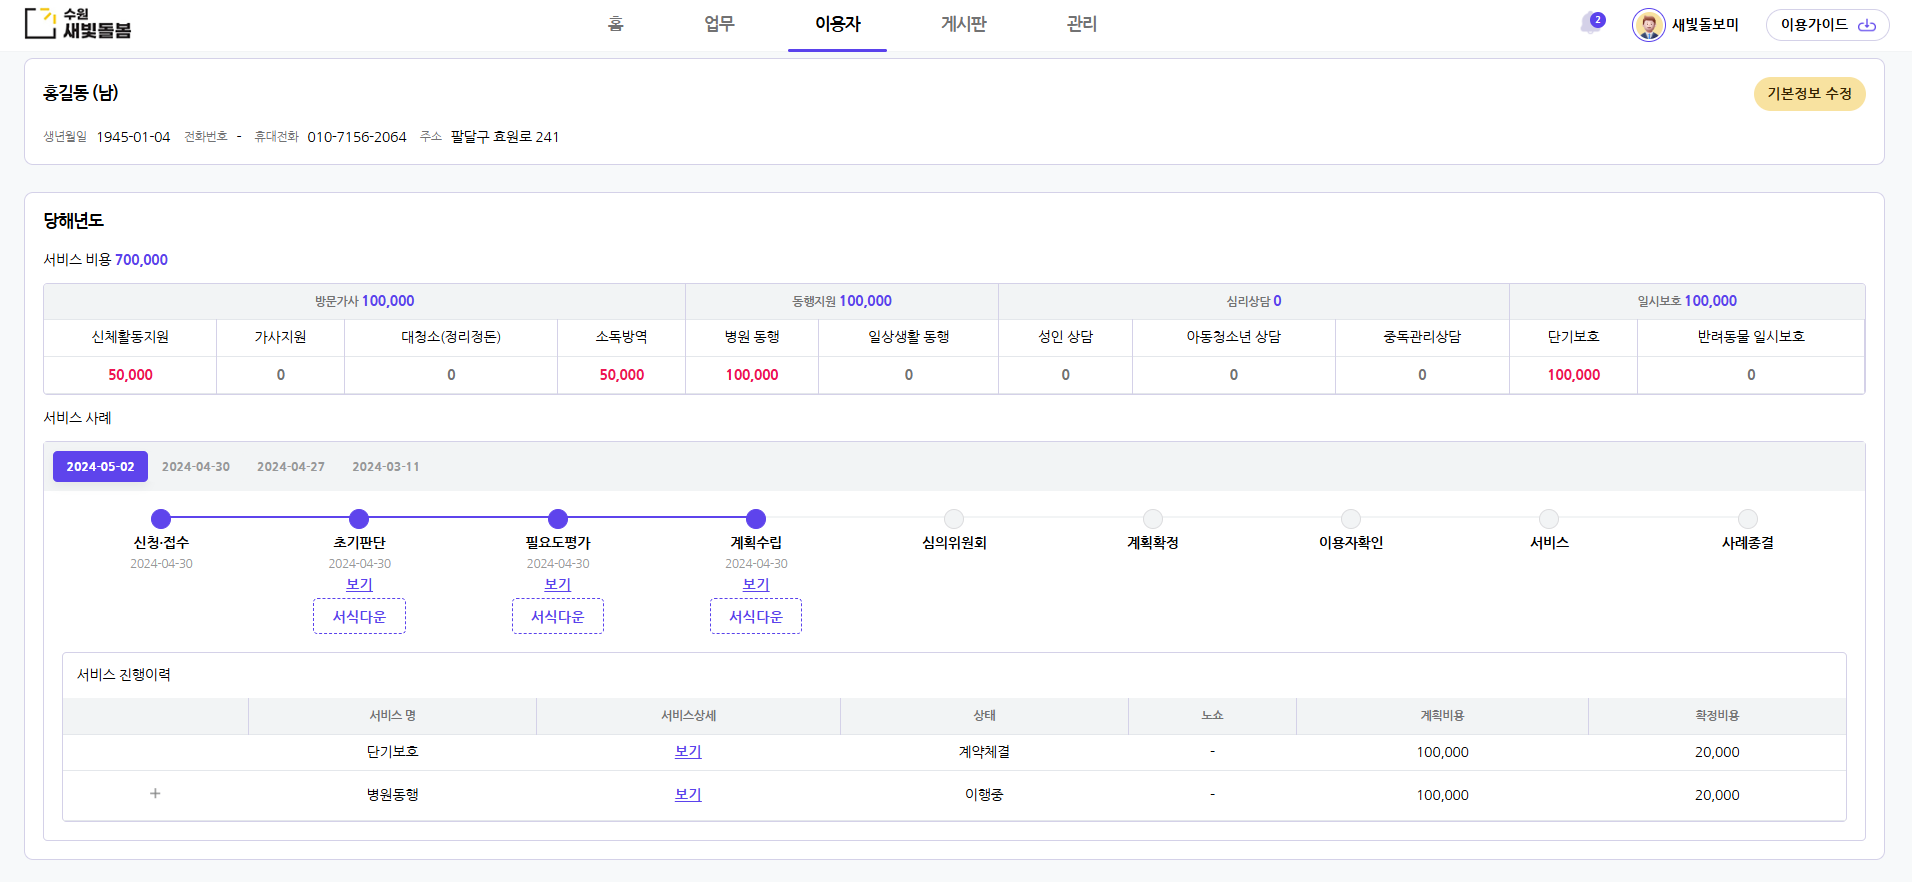 수원
새빛돌봄
홈 업무 이용자 게시판 관리
2 새빛돌보미 이용가이드
홍길동 (남)
기본정보 수정
생년월일 1945-01-04 전화번호 - 휴대전화 010-7156-2064 주소 팔달구 효원로 241
당해년도
서비스 비용 700,000
방문가사 100,000 동행지원 100,000 심리상담 0 일시보호 100,000
신체활동지원 가사지원 대청소(정리정돈) 소독방역 병원 동행 일상생활 동행 성인 상담 아동청소년 상담 중독관리상담 단기보호 반려동물 일시보호
50,000 0 0 50,000 100,000 0 0 0 0 100,000 0
서비스 사례
2024-05-02 2024-04-30 2024-04-27 2024-03-11
신청·접수 초기판단 필요도평가 계획수립 심의위원회 계획확정 이용자확인 서비스 사례종결
2024-04-30 2024-04-30 2024-04-30 2024-04-30
보기 보기 보기
서식다운 서식다운 서식다운
서비스 진행이력
서비스 명 서비스상세 상태 노쇼 계획비용 확정비용
단기보호 보기 계약체결 - 100,000 20,000
+ 병원동행 보기 이행중 - 100,000 20,000